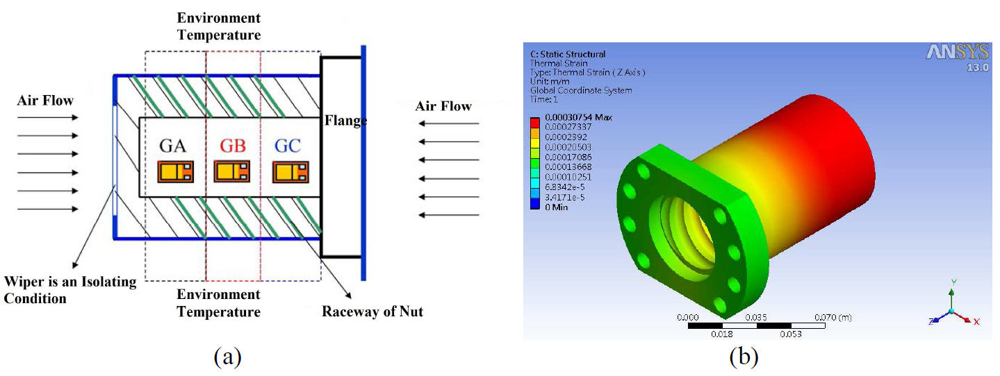 Environment
Temperature
Air Flow
Air Flow
Flange
GA
GB
GC
Wiper is an Isolating
Condition
Environment
Temperature
Raceway of Nut
(a)
C: Static Structural
Thermal Strain
Type: Thermal Strain ( Z Axis )
Unit: m/m
Global Coordinate System
Time: 1
0.00030754 Max
0.00027337
0.0002392
0.00020503
0.00017086
0.00013668
0.00010251
6.8342e-5
3.4171e-5
0 Min
ANSYS
13.0
0.000
0.035
0.070 (m)
0.018
0.053
Y
Z
X
(b)